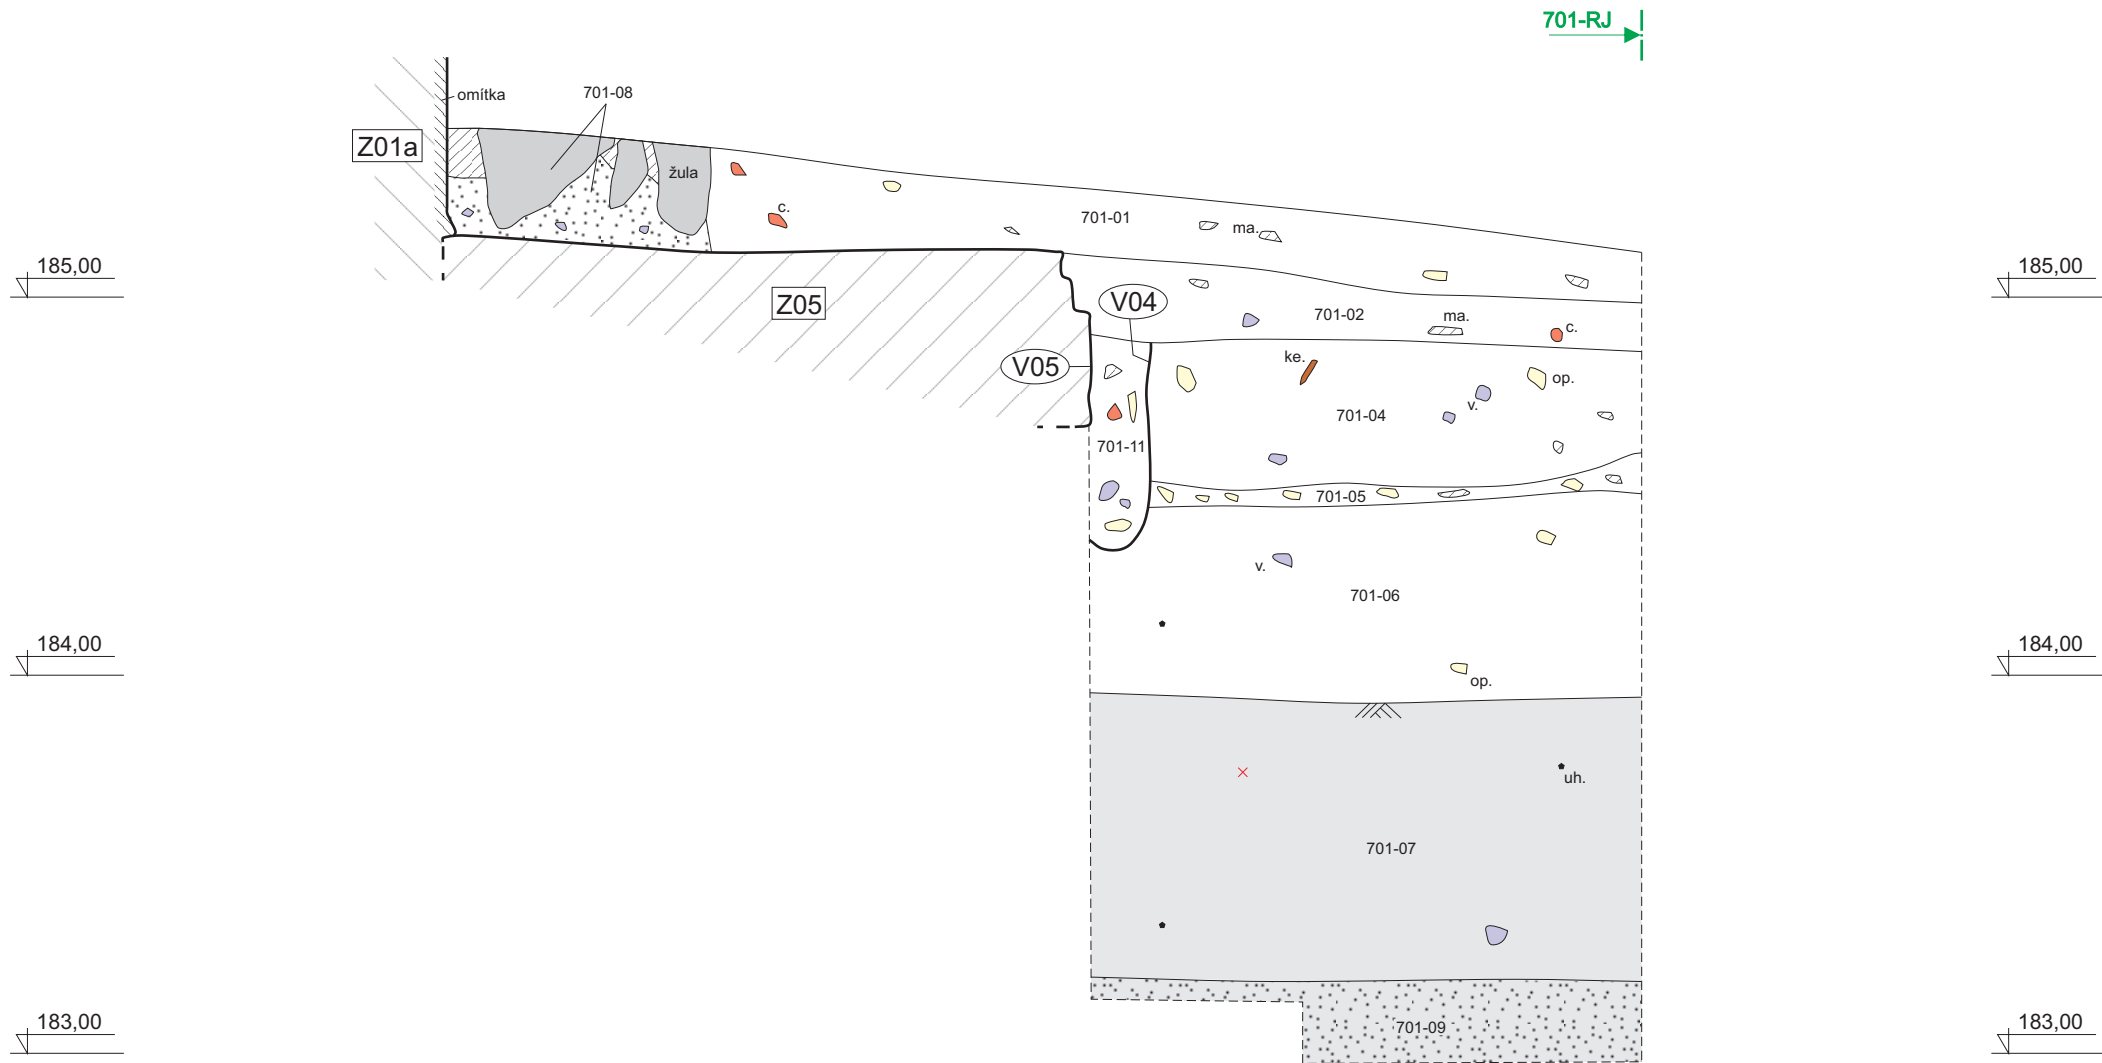 701-RJ
omítka
701-08
Z01a
žula
c.
701-01
ma.
185,00
185,00
Z05
V04
701-02
ma.
c.
V05
ke.
op.
v.
701-04
701-11
701-05
v.
701-06
184,00
184,00
op.
uh.
701-07
183,00
701-09
183,00